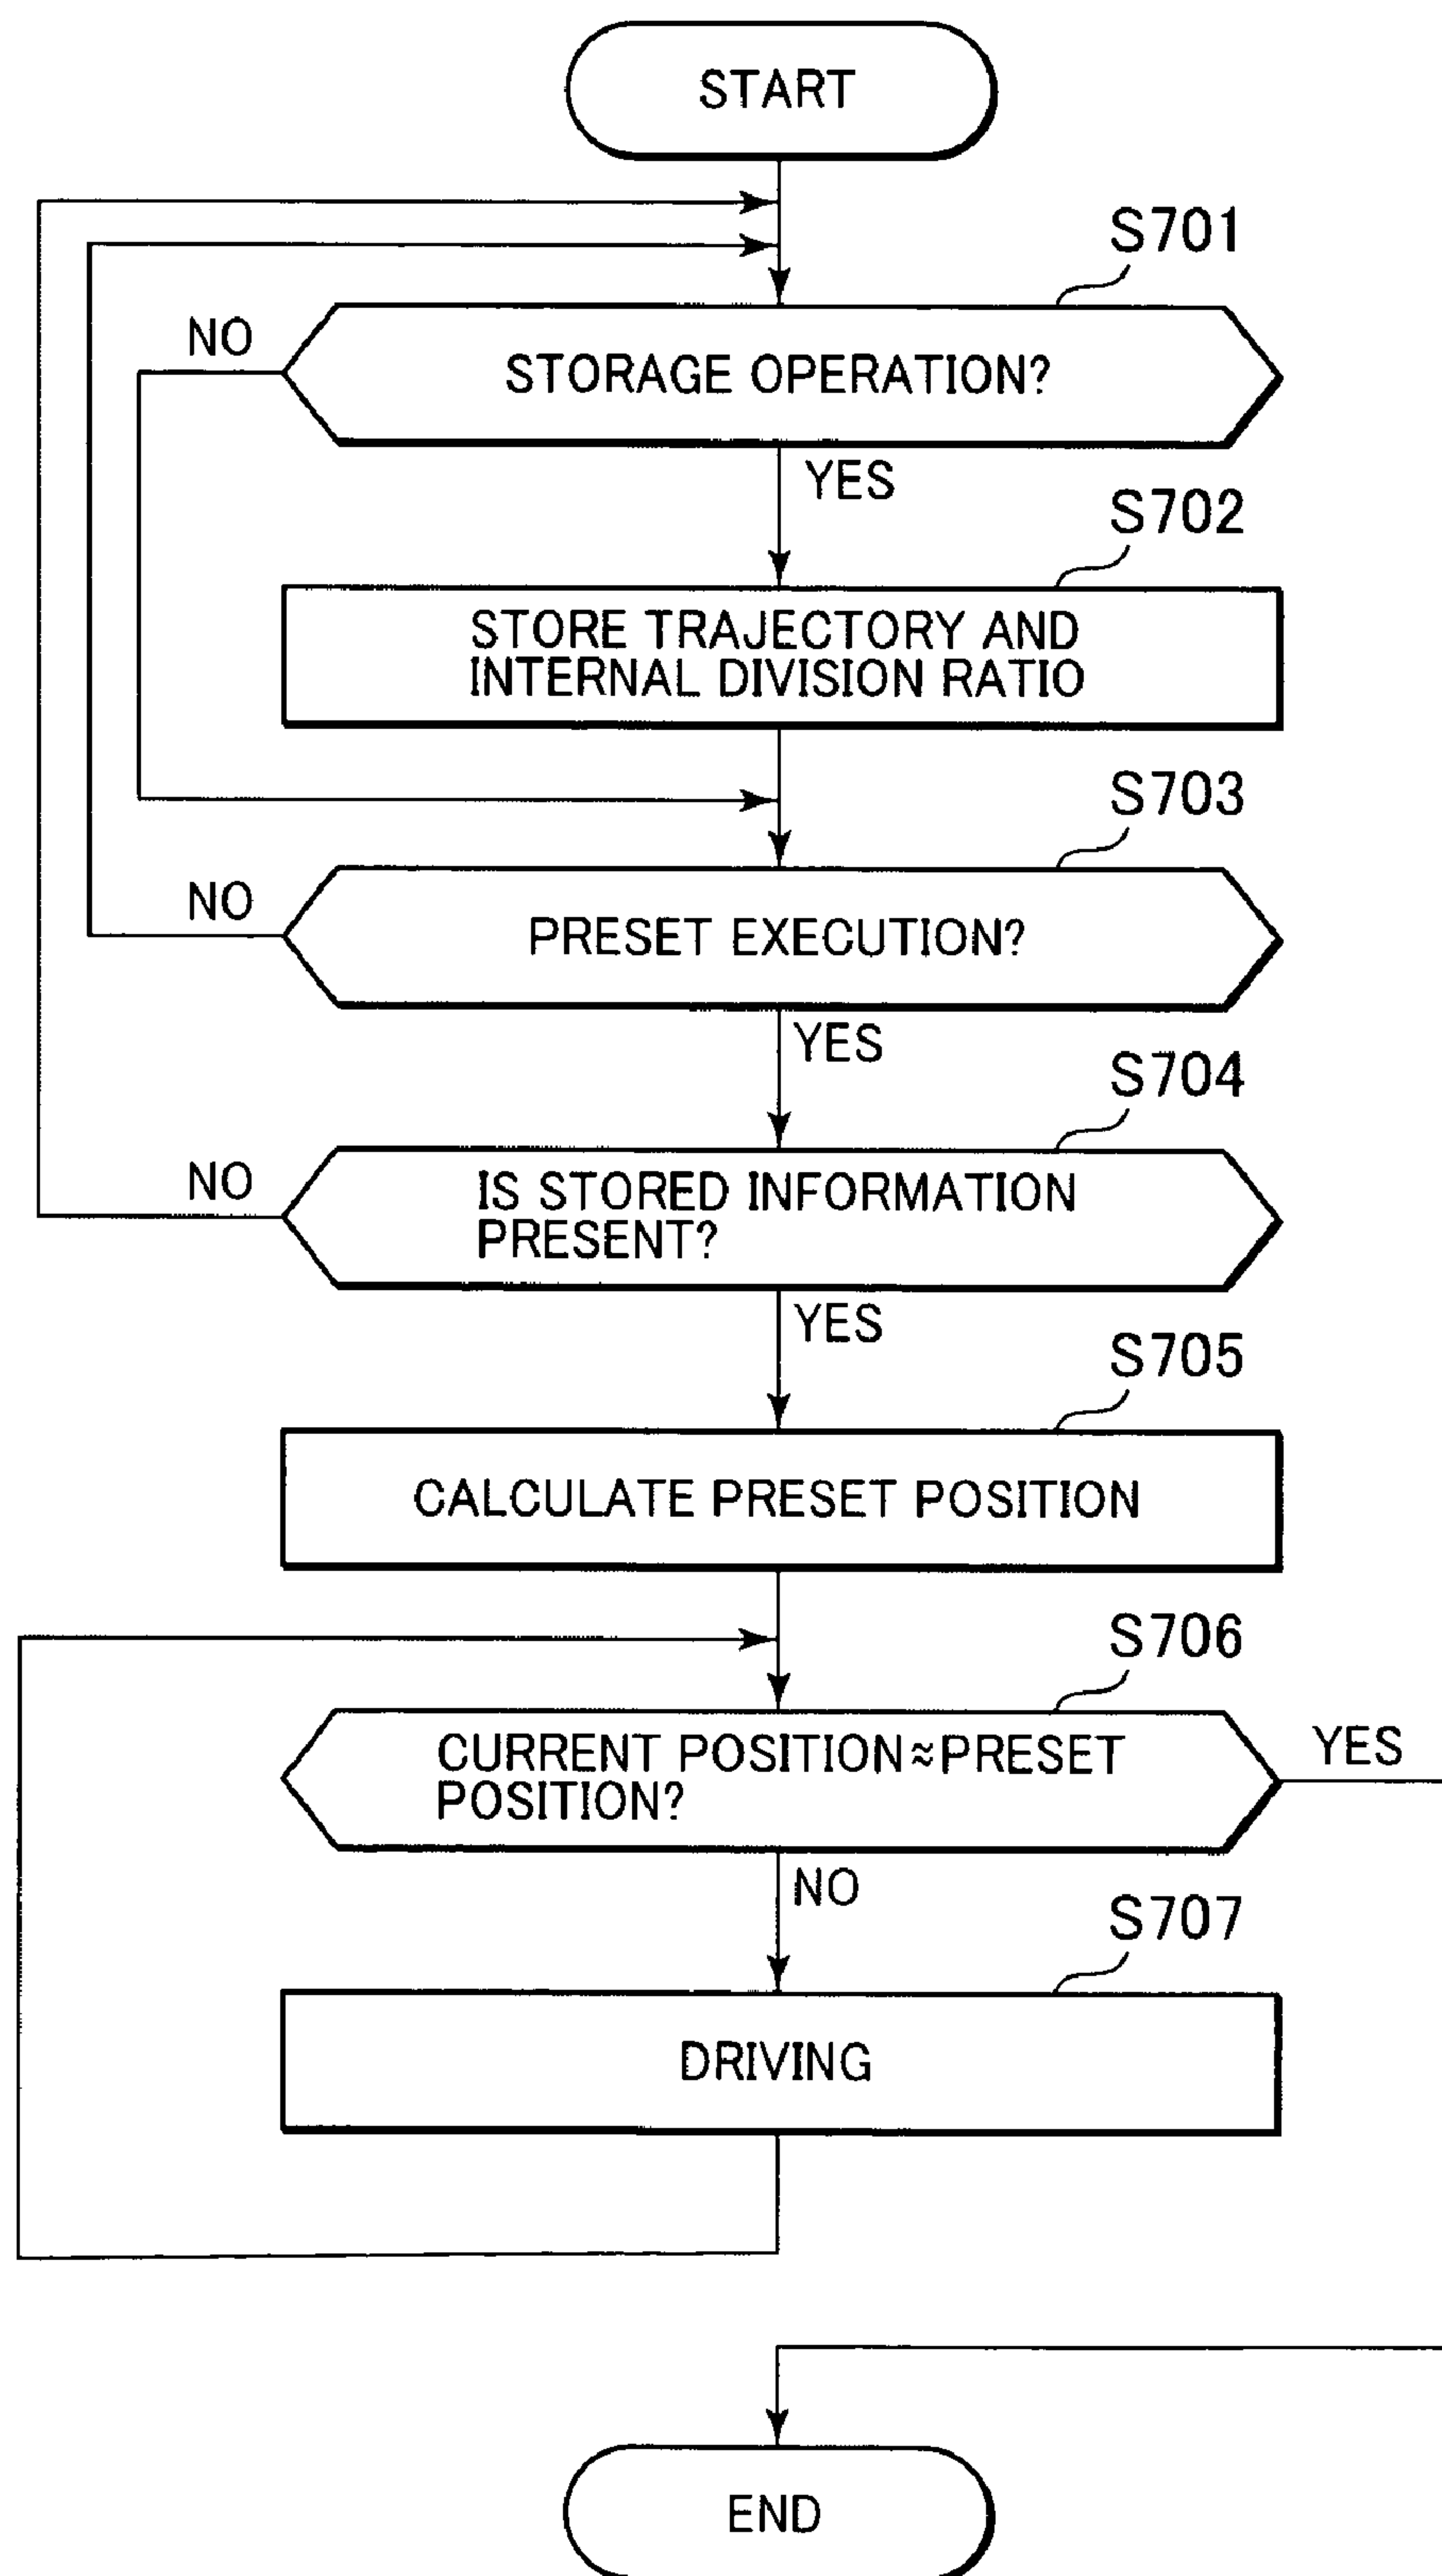 START
S701
NO
STORAGE OPERATION?
YES
S702
STORE TRAJECTORY AND
INTERNAL DIVISION RATIO
S703
NO
PRESET EXECUTION?
YES
S704
NO
IS STORED INFORMATION
PRESENT?
YES
S705
CALCULATE PRESET POSITION
S706
CURRENT POSITION≈PRESET
POSITION?
YES
NO
S707
DRIVING
END